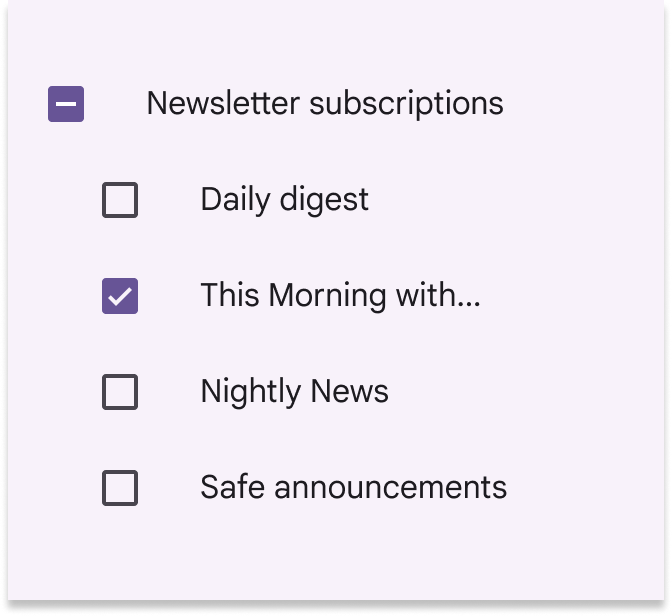 Newsletter subscriptions
Daily digest
This Morning with...
Nightly News
Safe announcements